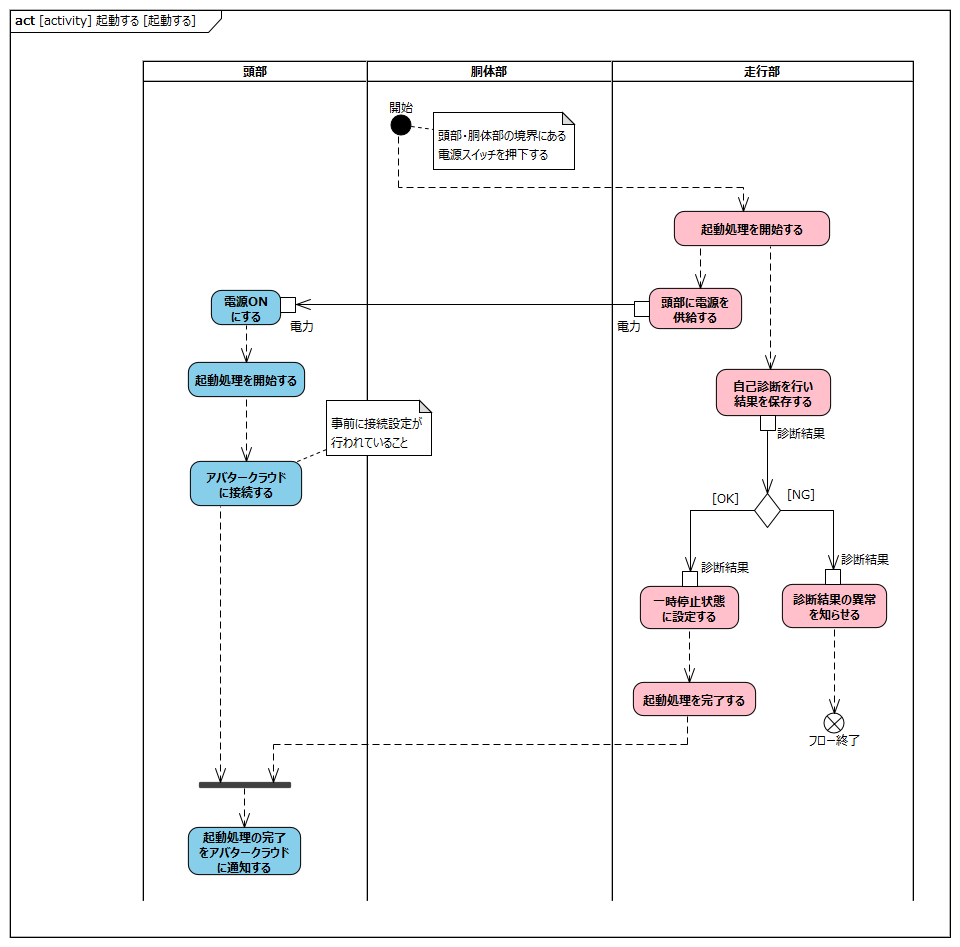 act [activity] 起動する [起動する]
頭部
胴体部
走行部
開始
頭部・胴体部の境界にある
電源スイッチを押下する
起動処理を開始する
電源ON
にする
電力
電力
頭部に電源を
供給する
起動処理を開始する
自己診断を行い
結果を保存する
診断結果
事前に接続設定が
行われていること
アバタークラウド
に接続する
[OK]
[NG]
診断結果
診断結果
一時停止状態
に設定する
診断結果の異常
を知らせる
起動処理を完了する
フロー終了
起動処理の完了
をアバタークラウド
に通知する